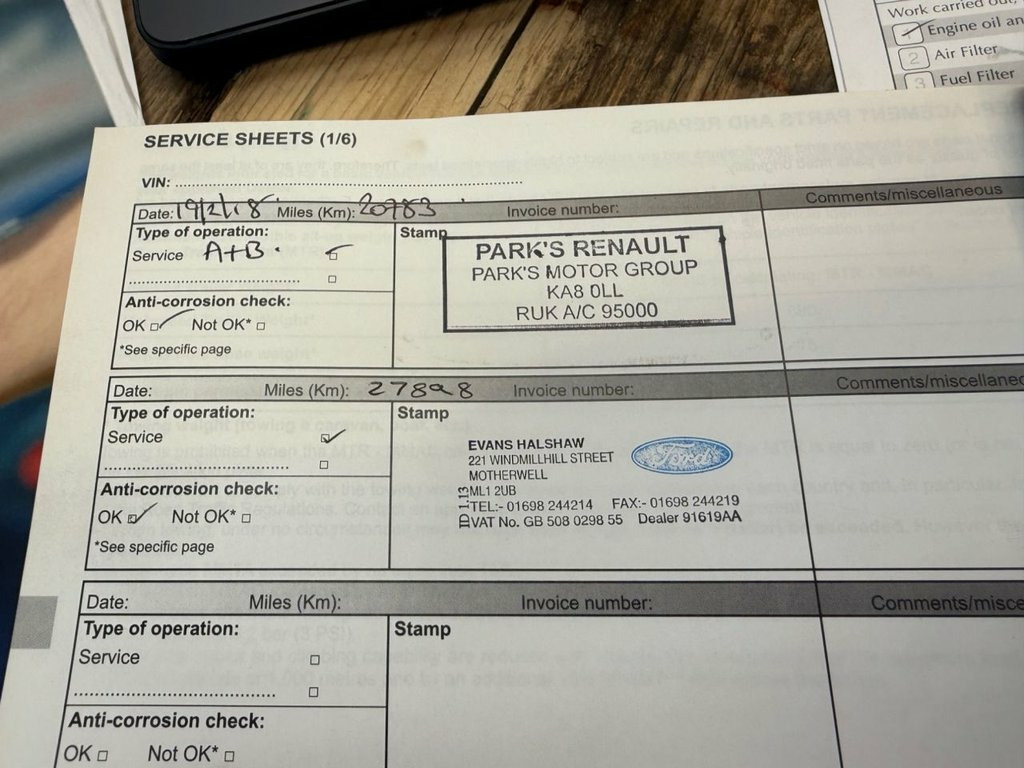 Work carried out,
Engine oil an
2 Air Filter
3 Fuel Filter
SERVICE SHEETS (1/6)
VIN:
Date: 19/2/18 Miles (Km): 20783 Invoice number: Comments/miscellaneous
Type of operation:
Service A+B.
Anti-corrosion check:
OK Not OK*
*See specific page
Stamp
PARK'S RENAULT
PARK'S MOTOR GROUP
KA8 0LL
RUK A/C 95000
Date: Miles (Km): 27898 Invoice number: Comments/miscellaneo
Type of operation:
Service
Anti-corrosion check:
OK Not OK*
*See specific page
Stamp
EVANS HALSHAW
221 WINDMILLHILL STREET
MOTHERWELL
ML1 2UB
TEL:- 01698 244214 FAX:- 01698 244219
VAT No. GB 508 0298 55 Dealer 91619AA
Ford
Date: Miles (Km): Invoice number: Comments/misce
Type of operation:
Service
Anti-corrosion check:
OK Not OK*
Stamp